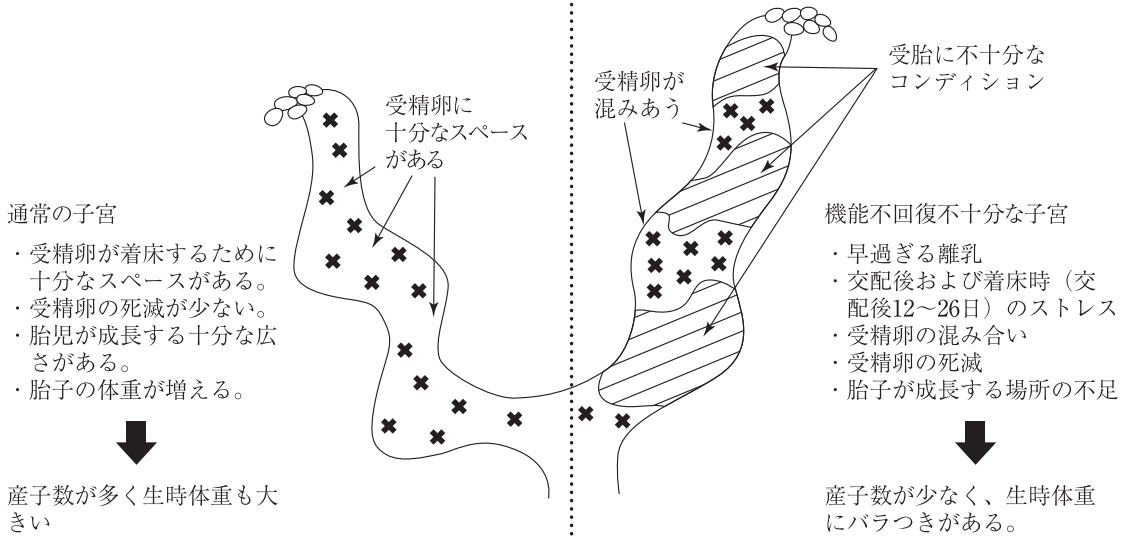 受精卵に
十分なスペース
がある
受精卵が
混みあう
受胎に不十分な
コンディション
通常の子宮
・受精卵が着床するために
十分なスペースがある。
・受精卵の死滅が少ない。
・胎児が成長する十分な広
さがある。
・胎子の体重が増える。
産子数が多く生時体重も大
きい
機能不回復不十分な子宮
・早過ぎる離乳
・交配後および着床時（交
配後12〜26日）のストレス
・受精卵の混み合い
・受精卵の死滅
・胎子が成長する場所の不足
産子数が少なく、生時体重
にバラつきがある。